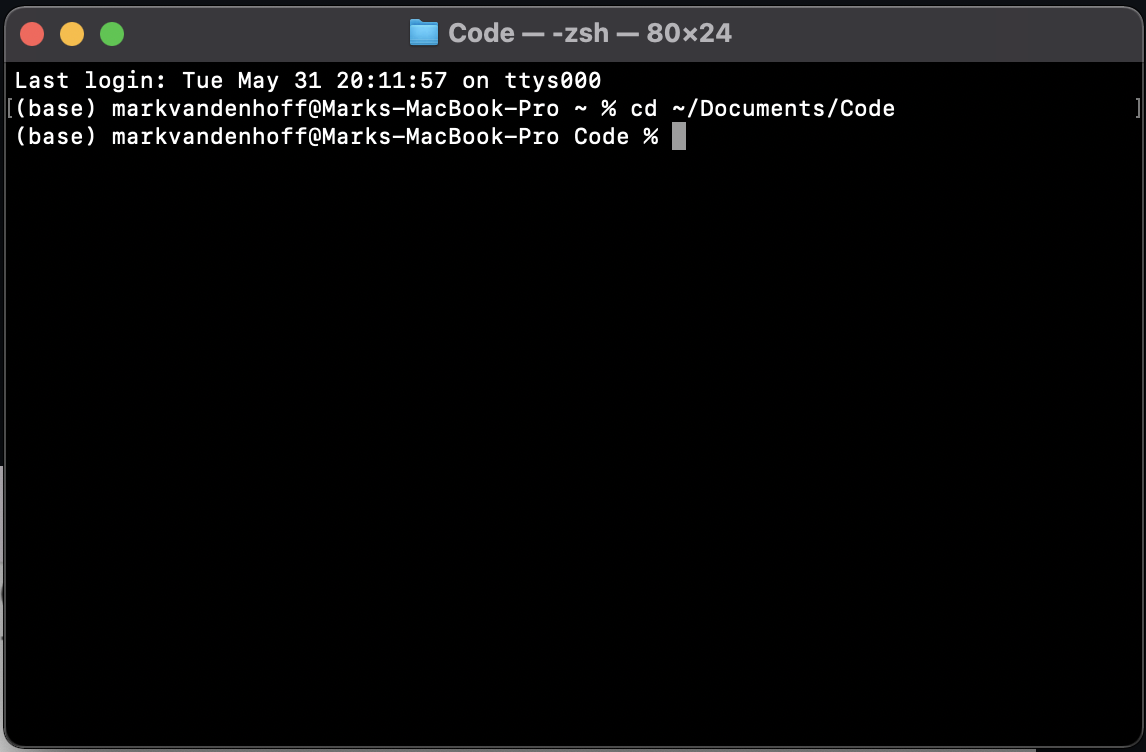 Code — -zsh — 80×24
Last login: Tue May 31 20:11:57 on ttys000
[(base) markvandenhoff@Marks-MacBook-Pro ~ % cd ~/Documents/Code ]
(base) markvandenhoff@Marks-MacBook-Pro Code %